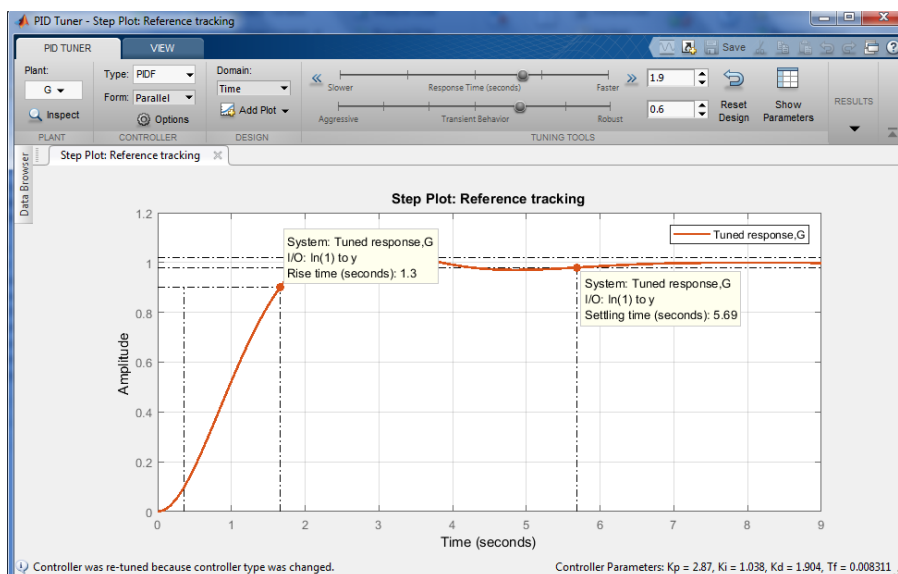 PID Tuner - Step Plot: Reference tracking
PID TUNER VIEW
Save
Plant: Type: PIDF Domain: 1.9
G Form: Parallel Time Slower Response Time (seconds) Faster
Inspect Options Add Plot Aggressive Transient Behavior Robust 0.6 Reset Design Show Parameters RESULTS
PLANT CONTROLLER DESIGN TUNING TOOLS
Step Plot: Reference tracking
Data Browser
Step Plot: Reference tracking
Tuned response,G
System: Tuned response,G
I/O: In(1) to y
Rise time (seconds): 1.3
System: Tuned response,G
I/O: In(1) to y
Settling time (seconds): 5.69
Amplitude
1.2
1
0.8
0.6
0.4
0.2
0
0 1 2 3 4 5 6 7 8 9
Time (seconds)
Controller was re-tuned because controller type was changed. Controller Parameters: Kp = 2.87, Ki = 1.038, Kd = 1.904, Tf = 0.008311